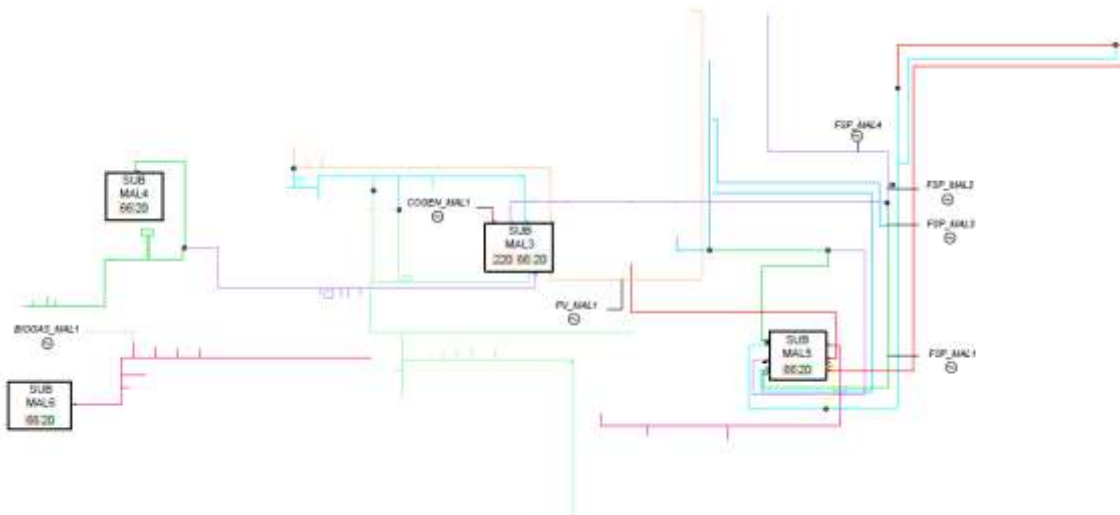 FSP_MAL4
SUB
MAL4
66:20
FSP_MAL2
COGEN_MAL1
SUB
MAL3
220 66:20
FSP_MAL3
PV_MAL1
BIOGAS_MAL1
SUB
MAL5
66:20
FSP_MAL1
SUB
MAL6
66:20